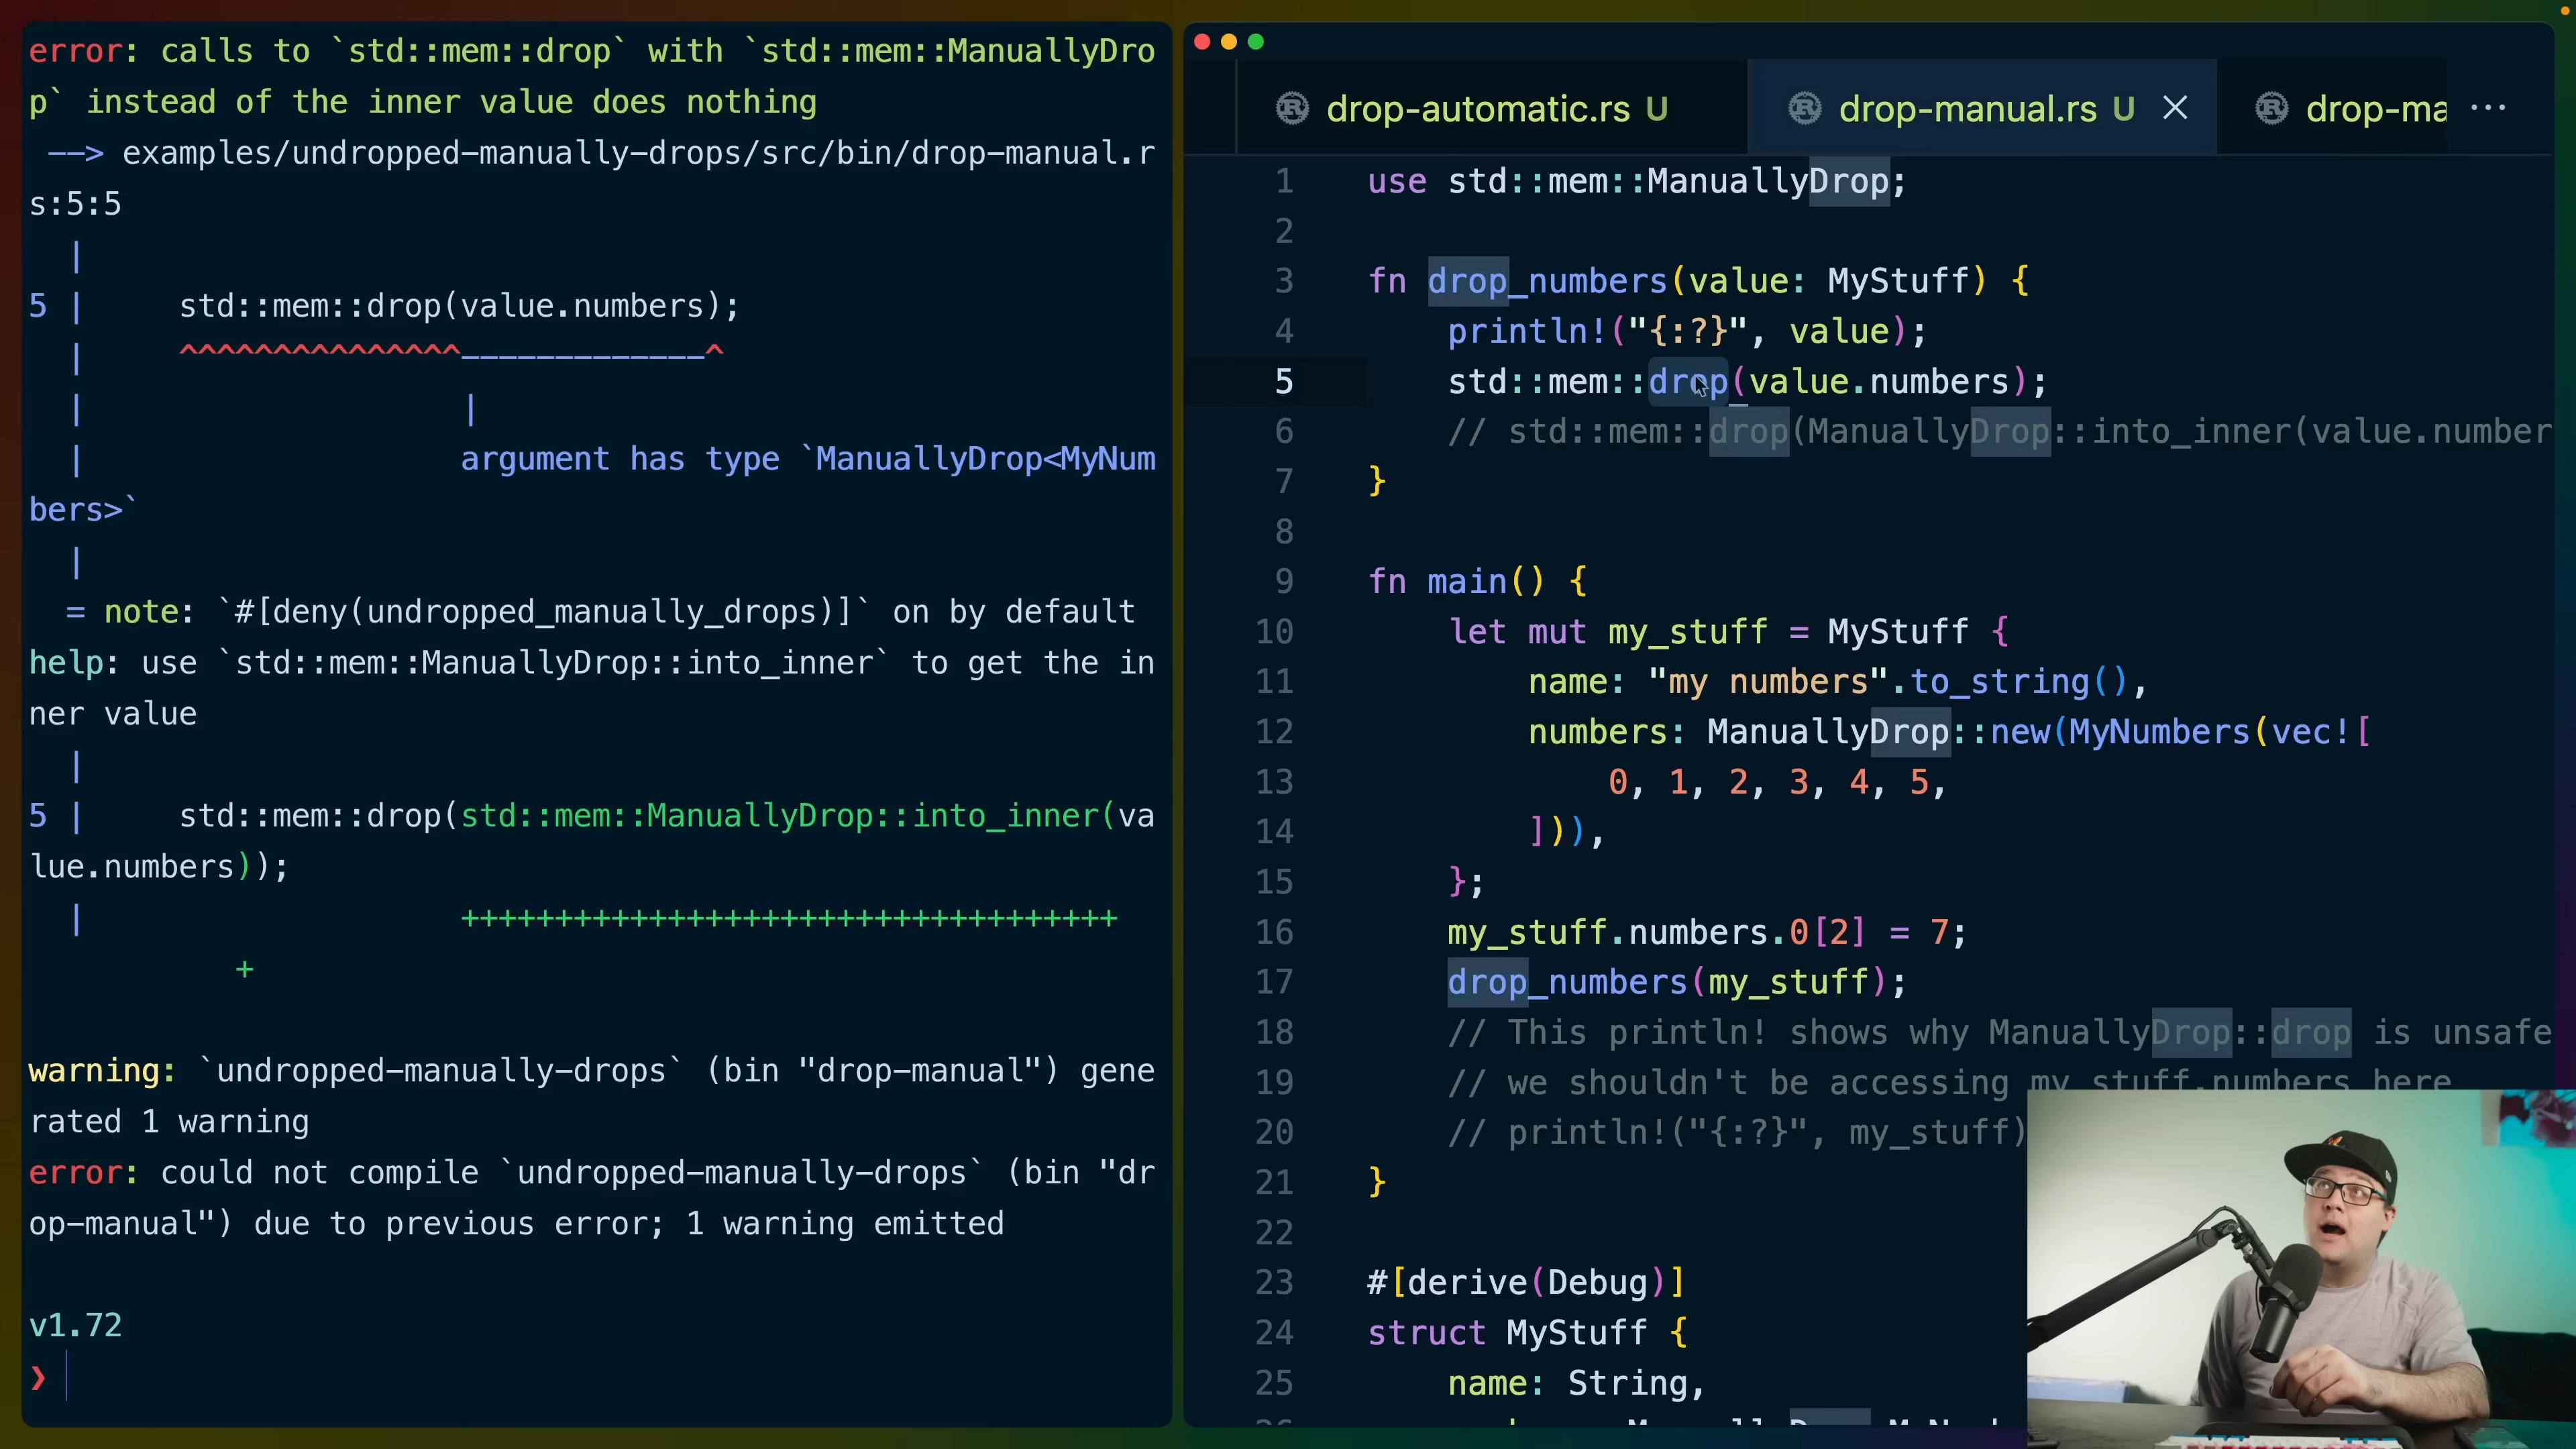 error: calls to `std::mem::drop` with `std::mem::ManuallyDro
p` instead of the inner value does nothing
--> examples/undropped-manually-drops/src/bin/drop-manual.r
s:5:5
|
5 |     std::mem::drop(value.numbers);
|     ^^^^^^^^^^^^^^^-------------^
|                    |
|                    argument has type `ManuallyDrop<MyNum
bers>`
|
= note: `#[deny(undropped_manually_drops)]` on by default
help: use `std::mem::ManuallyDrop::into_inner` to get the in
ner value
|
5 |     std::mem::drop(std::mem::ManuallyDrop::into_inner(va
lue.numbers));
|                    +++++++++++++++++++++++++++++++++++
+
warning: `undropped-manually-drops` (bin "drop-manual") gene
rated 1 warning
error: could not compile `undropped-manually-drops` (bin "dr
op-manual") due to previous error; 1 warning emitted
v1.72
❯
drop-automatic.rs U
drop-manual.rs U ×
drop-ma ...
1 use std::mem::ManuallyDrop;
2
3 fn drop_numbers(value: MyStuff) {
4     println!("{:?}", value);
5     std::mem::drop(value.numbers);
6     // std::mem::drop(ManuallyDrop::into_inner(value.number
7 }
8
9 fn main() {
10     let mut my_stuff = MyStuff {
11         name: "my numbers".to_string(),
12         numbers: ManuallyDrop::new(MyNumbers(vec![
13             0, 1, 2, 3, 4, 5,
14         ])),
15     };
16     my_stuff.numbers.0[2] = 7;
17     drop_numbers(my_stuff);
18     // This println! shows why ManuallyDrop::drop is unsafe
19     // we shouldn't be accessing my_stuff.numbers here
20     // println!("{:?}", my_stuff)
21 }
22
23 #[derive(Debug)]
24 struct MyStuff {
25     name: String,